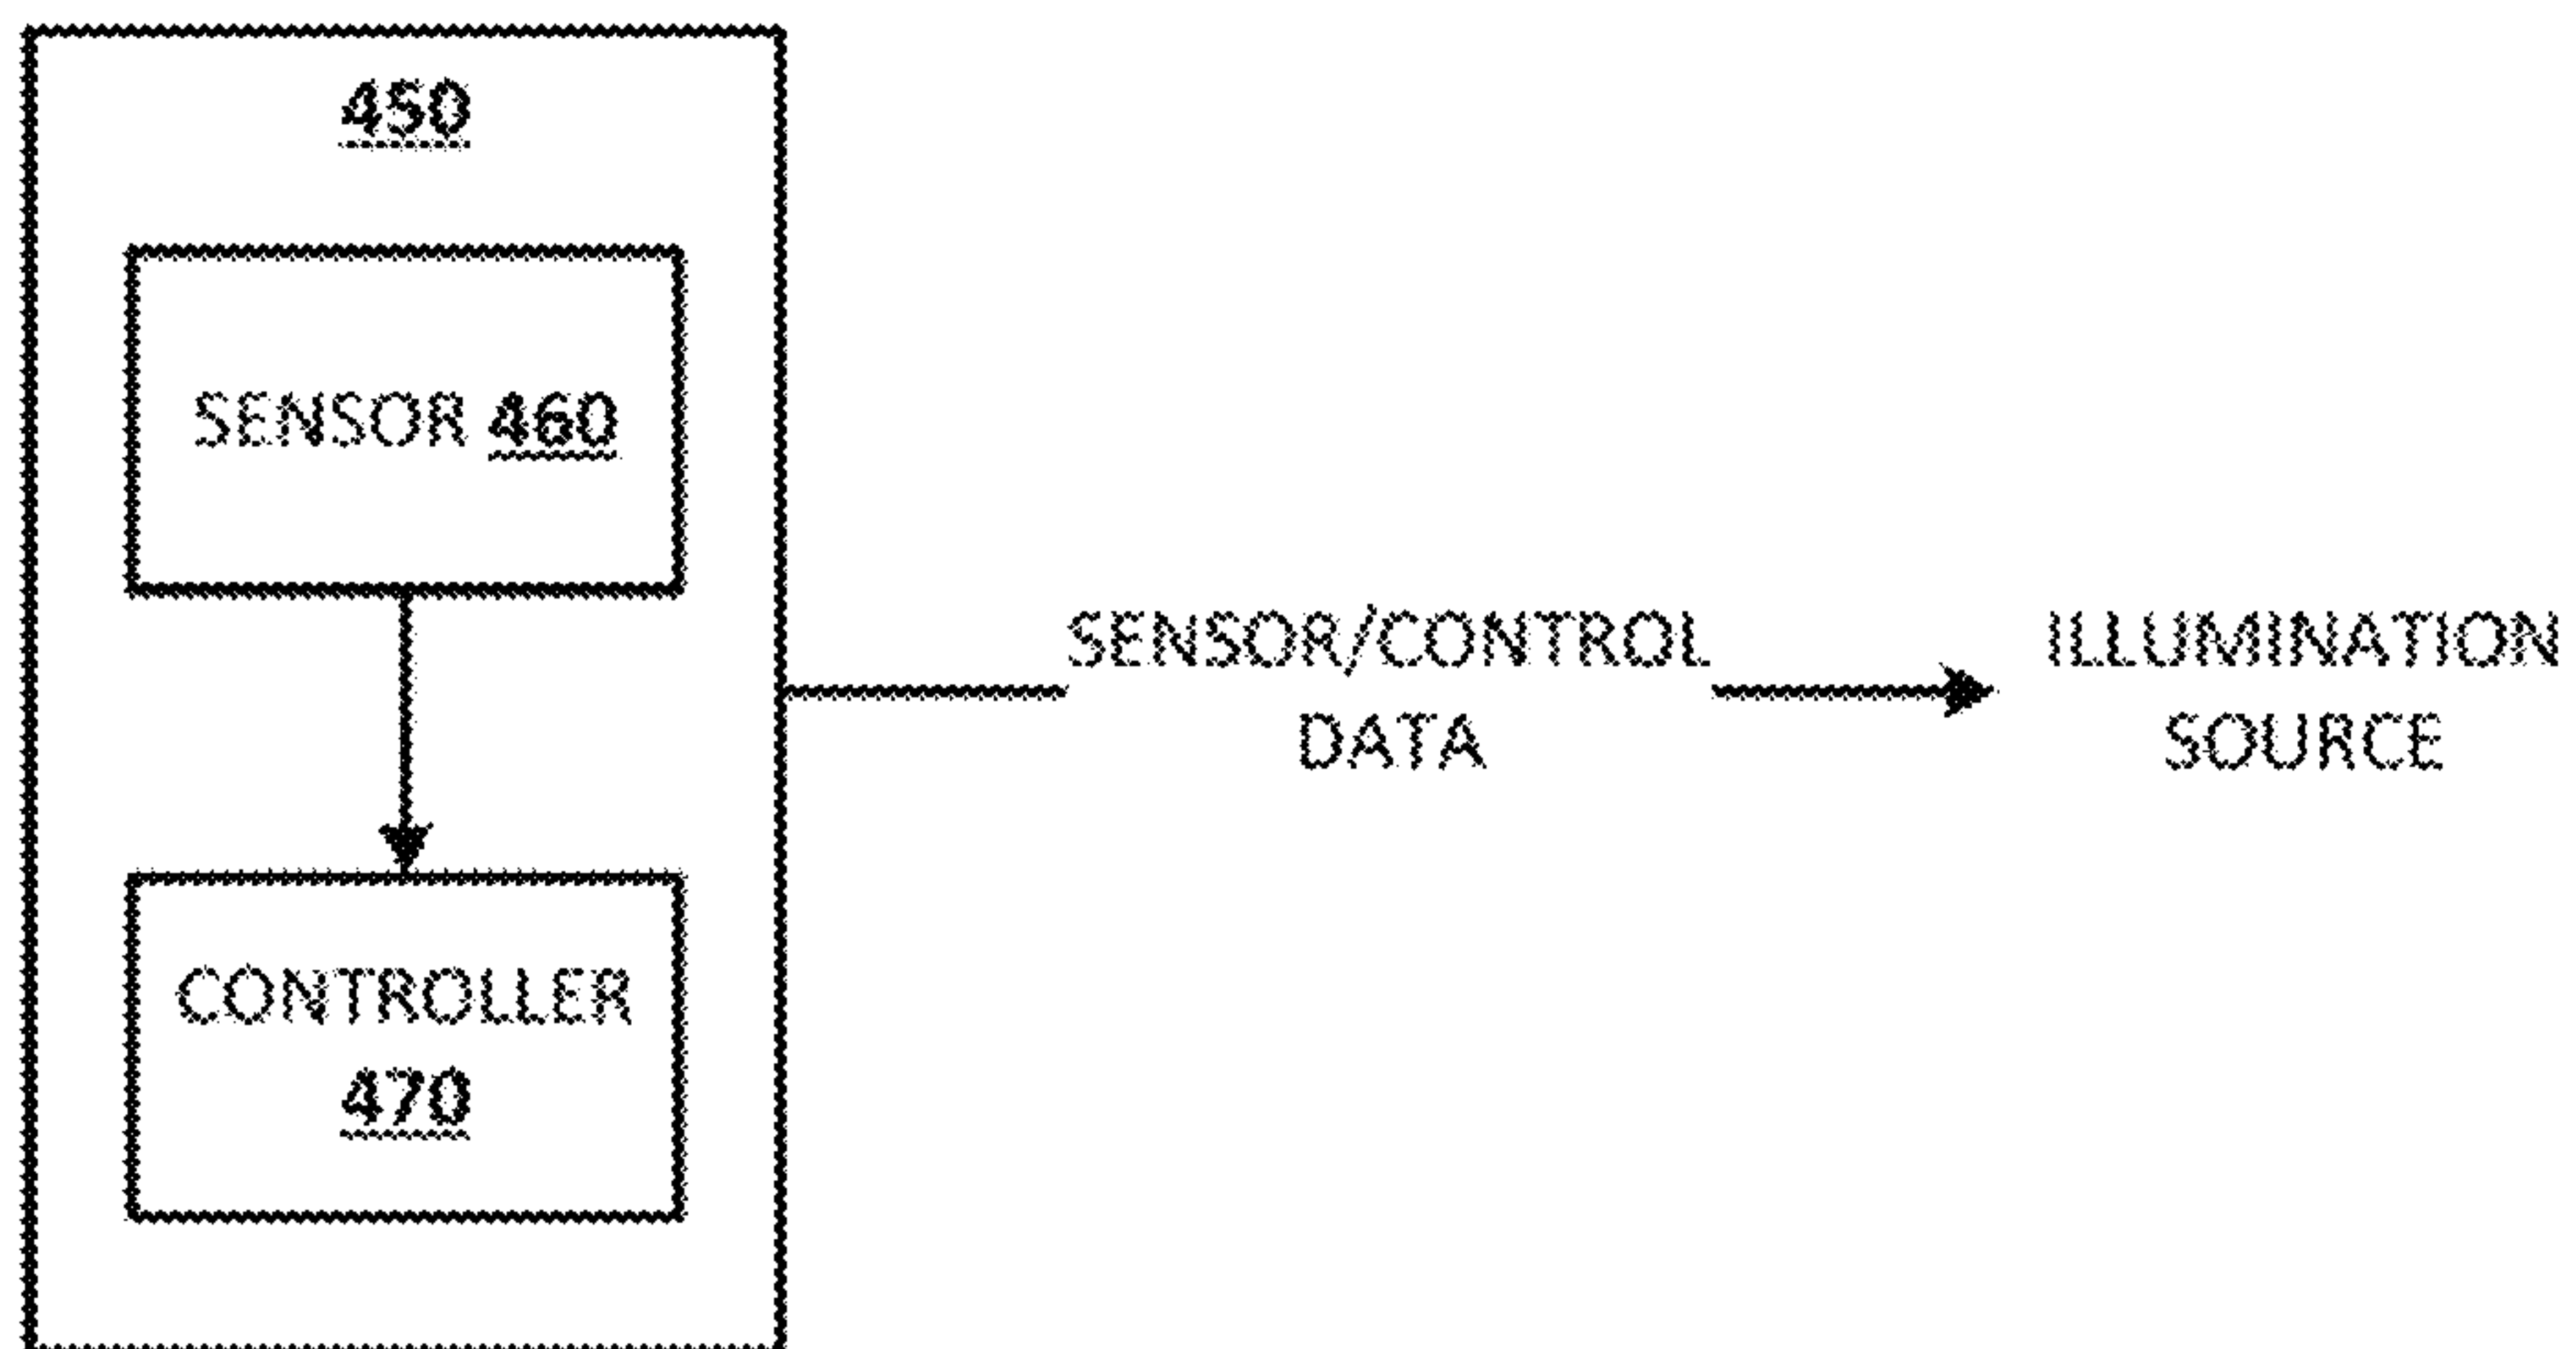 450
SENSOR 460
SENSOR/CONTROL
DATA
ILLUMINATION
SOURCE
CONTROLLER
470